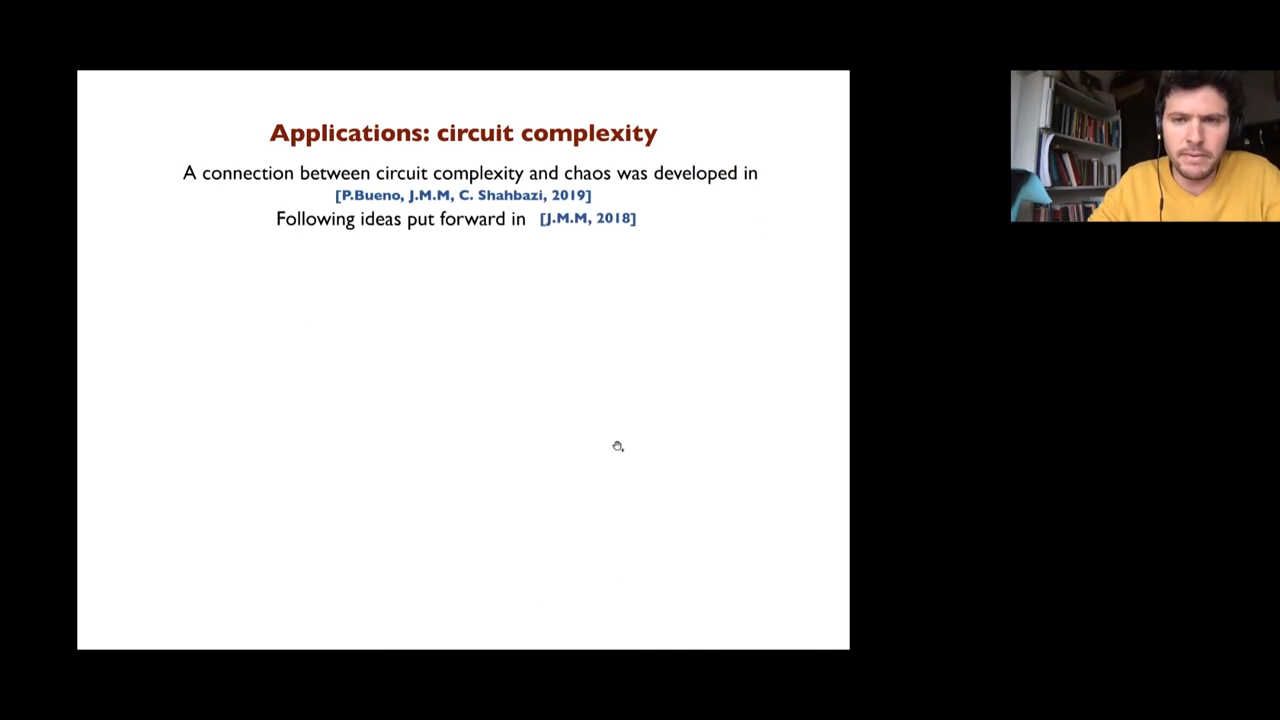 Applications: circuit complexity
A connection between circuit complexity and chaos was developed in
[P.Bueno, J.M.M, C. Shahbazi, 2019]
Following ideas put forward in [J.M.M, 2018]